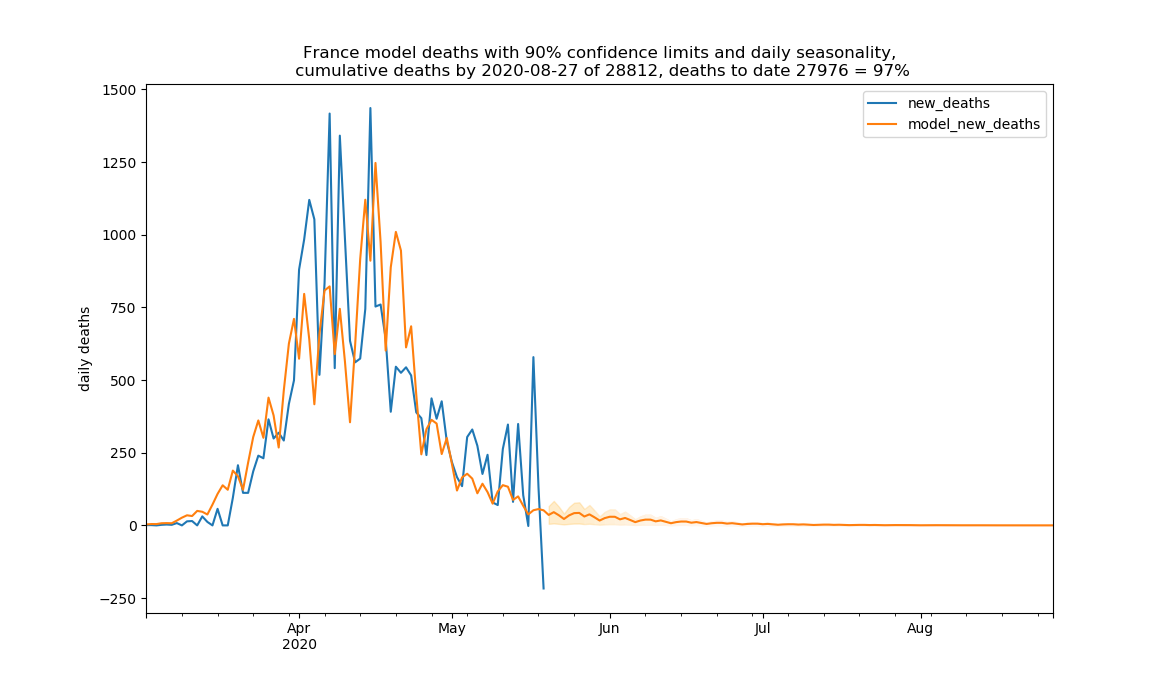 France model deaths with 90% confidence limits and daily seasonality,
cumulative deaths by 2020-08-27 of 28812, deaths to date 27976 = 97%
new_deaths
model_new_deaths
daily deaths
1500
1250
1000
750
500
250
0
−250
Apr
2020
May
Jun
Jul
Aug